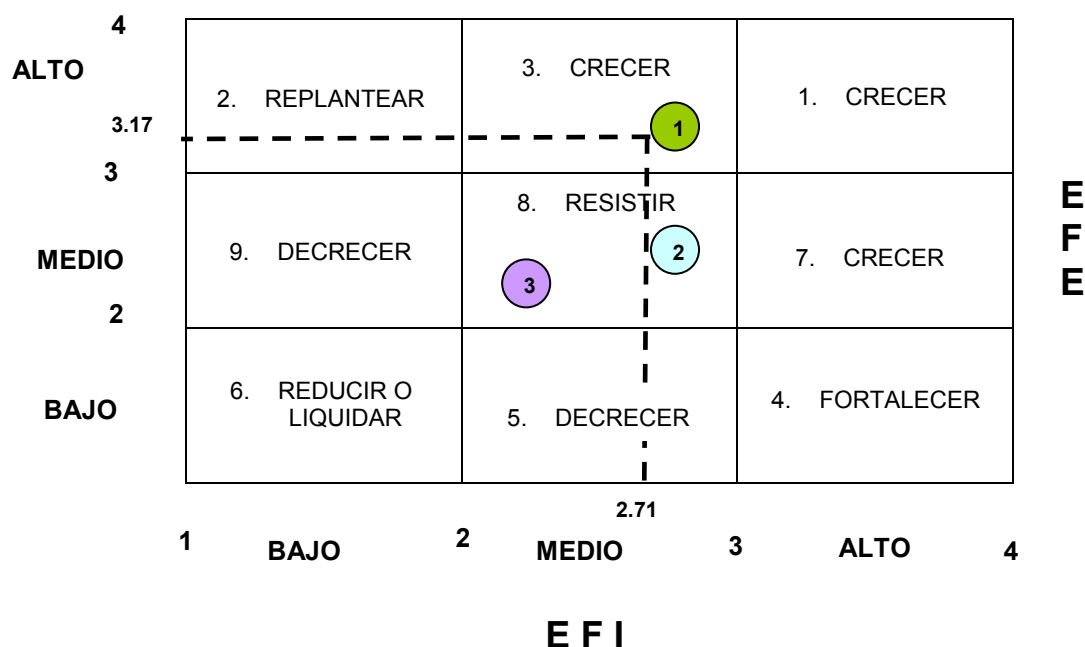 4
ALTO
3. CRECER
2. REPLANTEAR
1. CRECER
3.17
1
3
8. RESISTIR
E
F
E
MEDIO
9. DECRECER
2
7. CRECER
3
2
6. REDUCIR O
LIQUIDAR
BAJO
5. DECRECER
4. FORTALECER
2.71
1
BAJO
2
MEDIO
3
ALTO
4
E F I